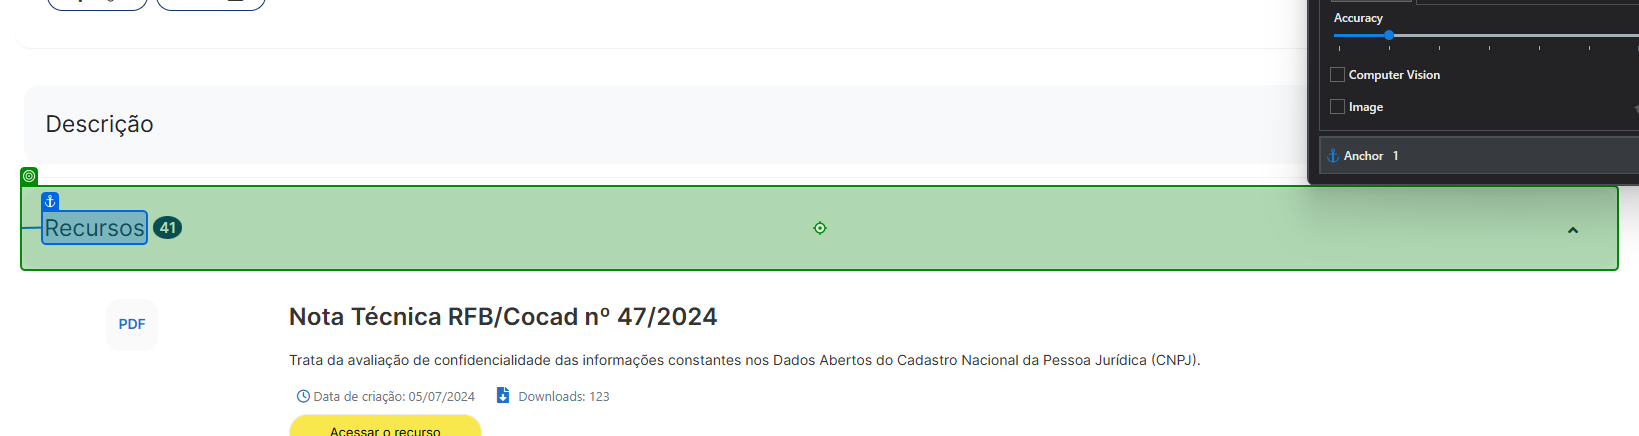 Accuracy
Computer Vision
Image
Anchor 1
Descrição
Recursos 41
PDF
Nota Técnica RFB/Cocad nº 47/2024
Trata da avaliação de confidencialidade das informações constantes nos Dados Abertos do Cadastro Nacional da Pessoa Jurídica (CNPJ).
Data de criação: 05/07/2024 Downloads: 123
Acessar o recurso